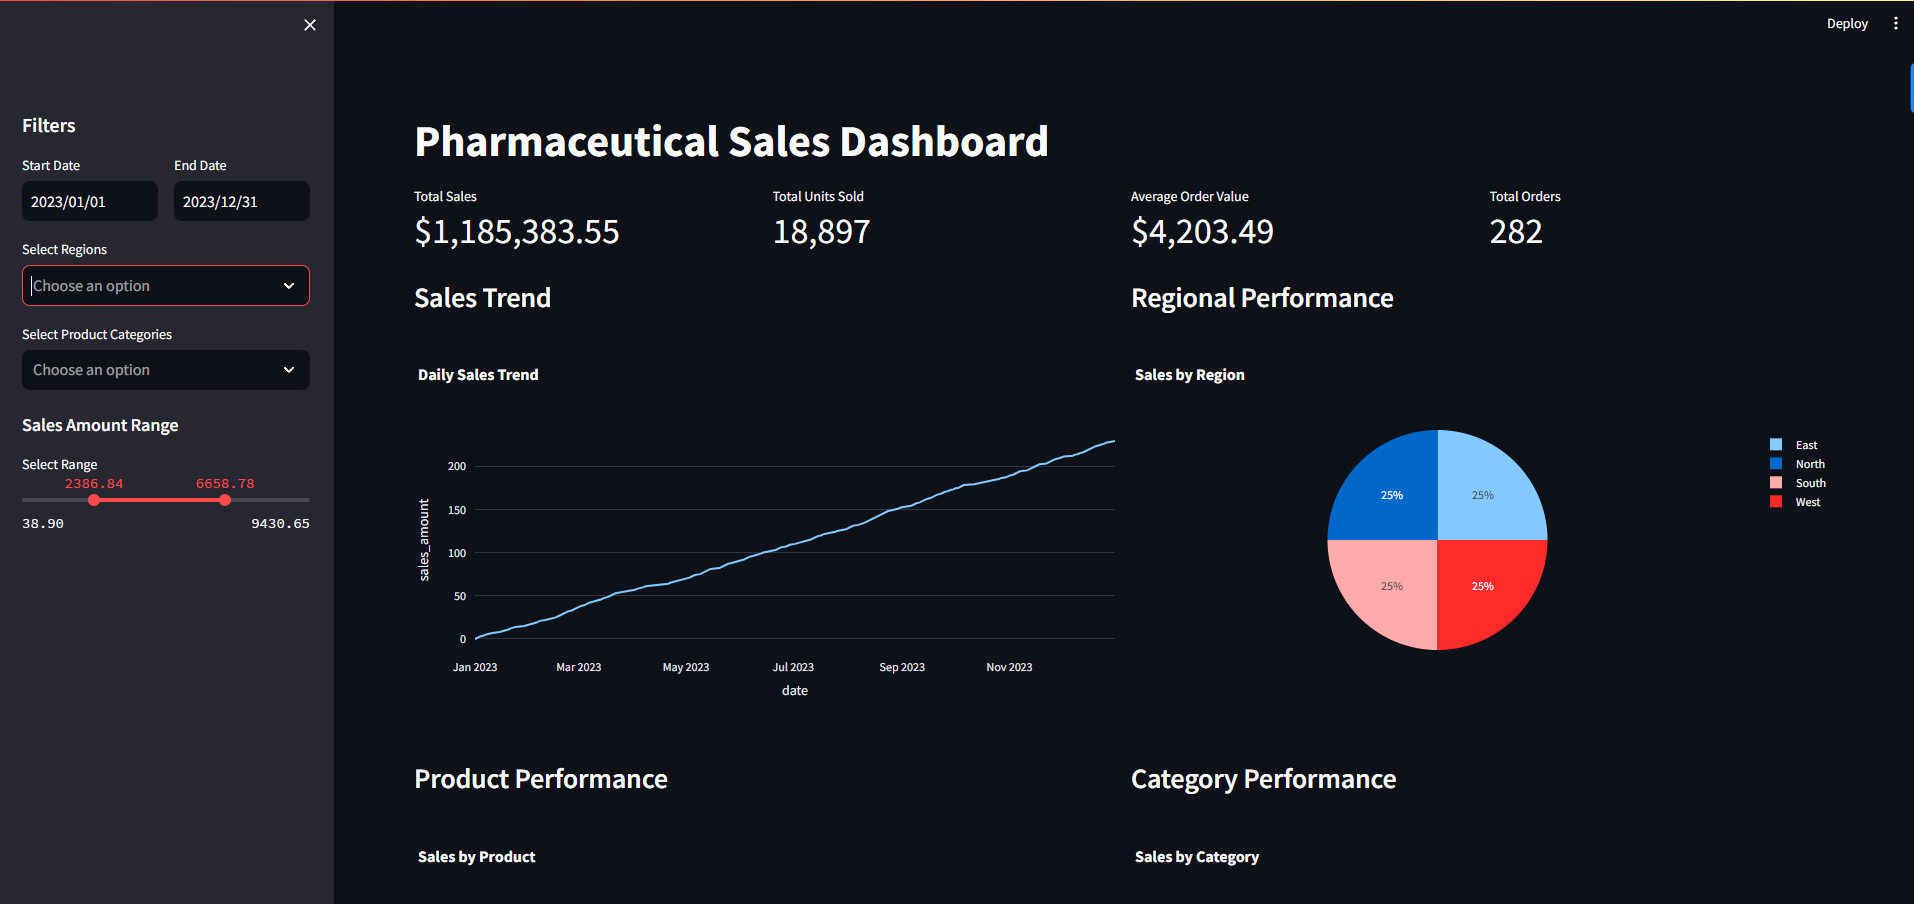 Deploy
Filters
Start Date End Date
2023/01/01 2023/12/31
Select Regions
Choose an option
Select Product Categories
Choose an option
Sales Amount Range
Select Range
2386.84 6658.78
38.90 9430.65
Pharmaceutical Sales Dashboard
Total Sales Total Units Sold Average Order Value Total Orders
$1,185,383.55 18,897 $4,203.49 282
Sales Trend
Daily Sales Trend
200
150
100
50
0
sales_amount
Jan 2023 Mar 2023 May 2023 Jul 2023 Sep 2023 Nov 2023
date
Regional Performance
Sales by Region
25% 25%
25% 25%
East
North
South
West
Product Performance
Sales by Product
Category Performance
Sales by Category